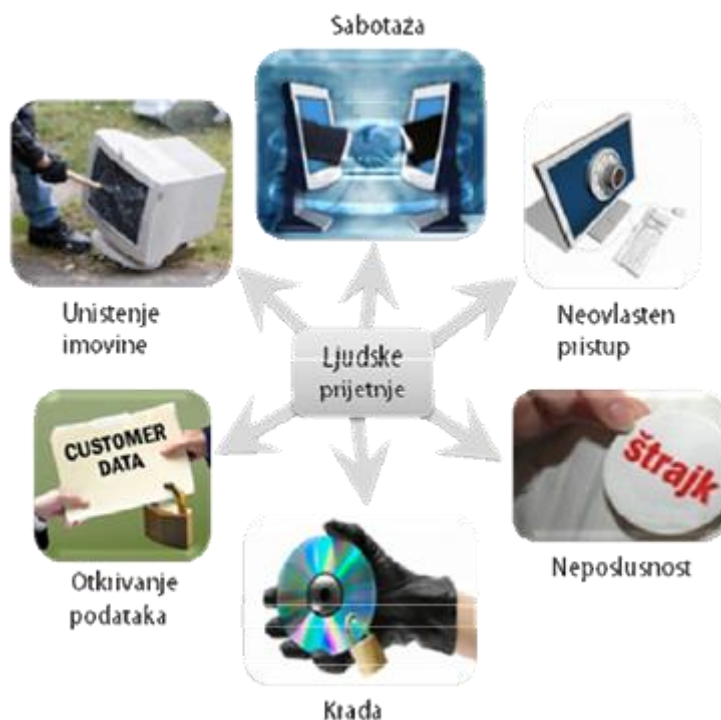 Sabotaža
Unistenje
imovine
Neovlasten
pristup
Ljudske
prijetnje
CUSTOMER
DATA
štrajk
Otkrivanje
podataka
Neposlusnost
Krada